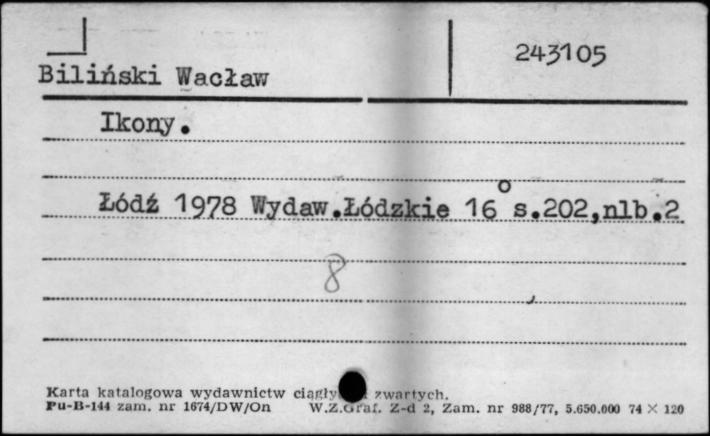 243105
Biliński Wacław
Ikony.
Łódź 1978 Wydaw.Łódzkie 16° s.202,nlb.2
8
Karta katalogowa wydawnictw zwartych.
Pu-B-144 zam. nr 1674/DW/On W.Z.Graf. Z-d 2, Zam. nr 988/77, 5.650.000 74 × 120